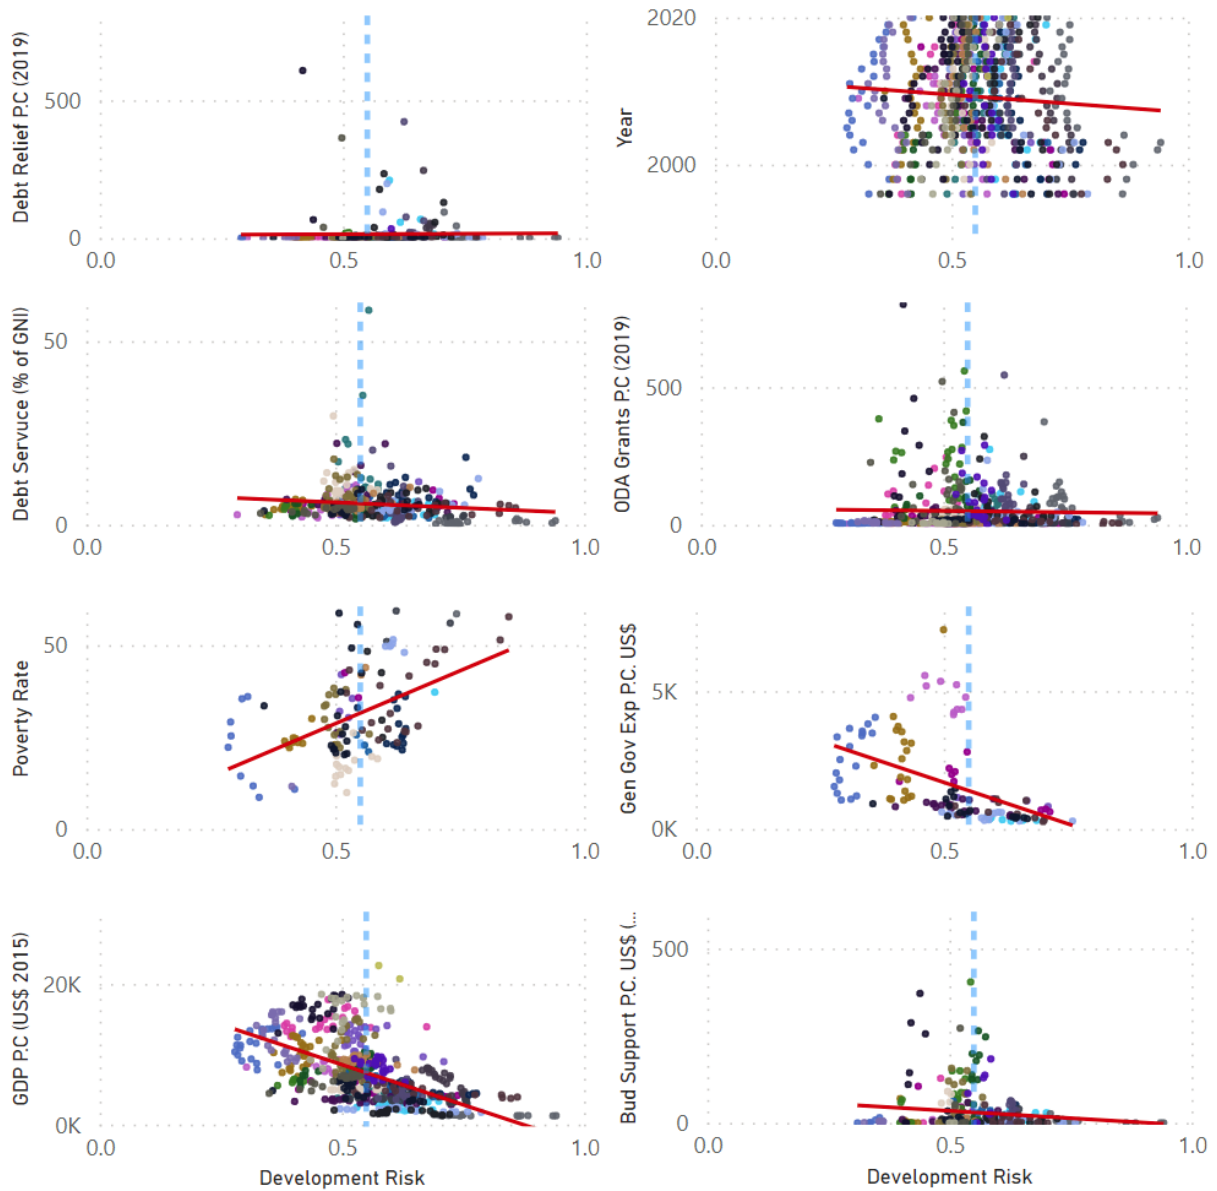 Debt Relief P.C (2019)
500
0
0.0 0.5 1.0
Year
2020
2000
0.0 0.5 1.0
Debt Servuce (% of GNI)
50
0
0.0 0.5 1.0
ODA Grants P.C (2019)
500
0
0.0 0.5 1.0
Poverty Rate
50
0
0.0 0.5 1.0
Gen Gov Exp P.C. US$
5K
0K
0.0 0.5 1.0
GDP P.C (US$ 2015)
20K
0K
0.0 0.5 1.0
Development Risk
Bud Support P.C. US$ (...
500
0
0.0 0.5 1.0
Development Risk